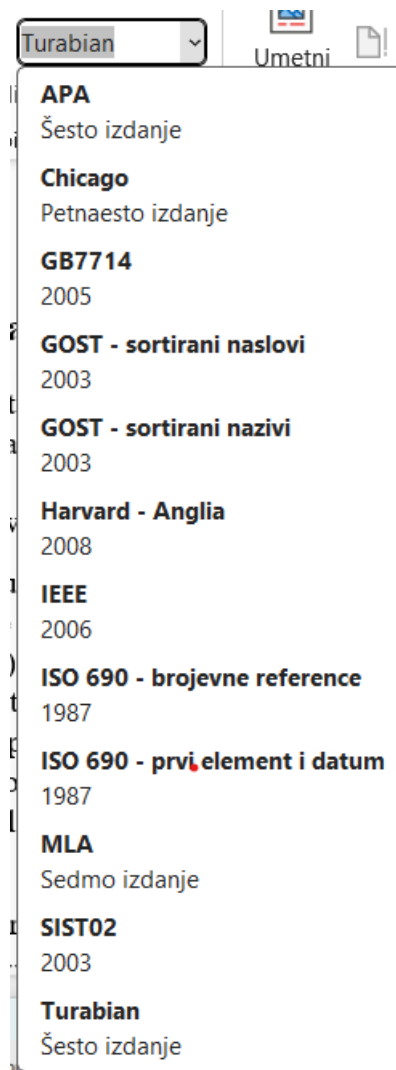 Turabian
Umetni
APA
Šesto izdanje
Chicago
Petnaesto izdanje
GB7714
2005
GOST - sortirani naslovi
2003
GOST - sortirani nazivi
2003
Harvard - Anglia
2008
IEEE
2006
ISO 690 - brojevne reference
1987
ISO 690 - prvi element i datum
1987
MLA
Sedmo izdanje
SIST02
2003
Turabian
Šesto izdanje